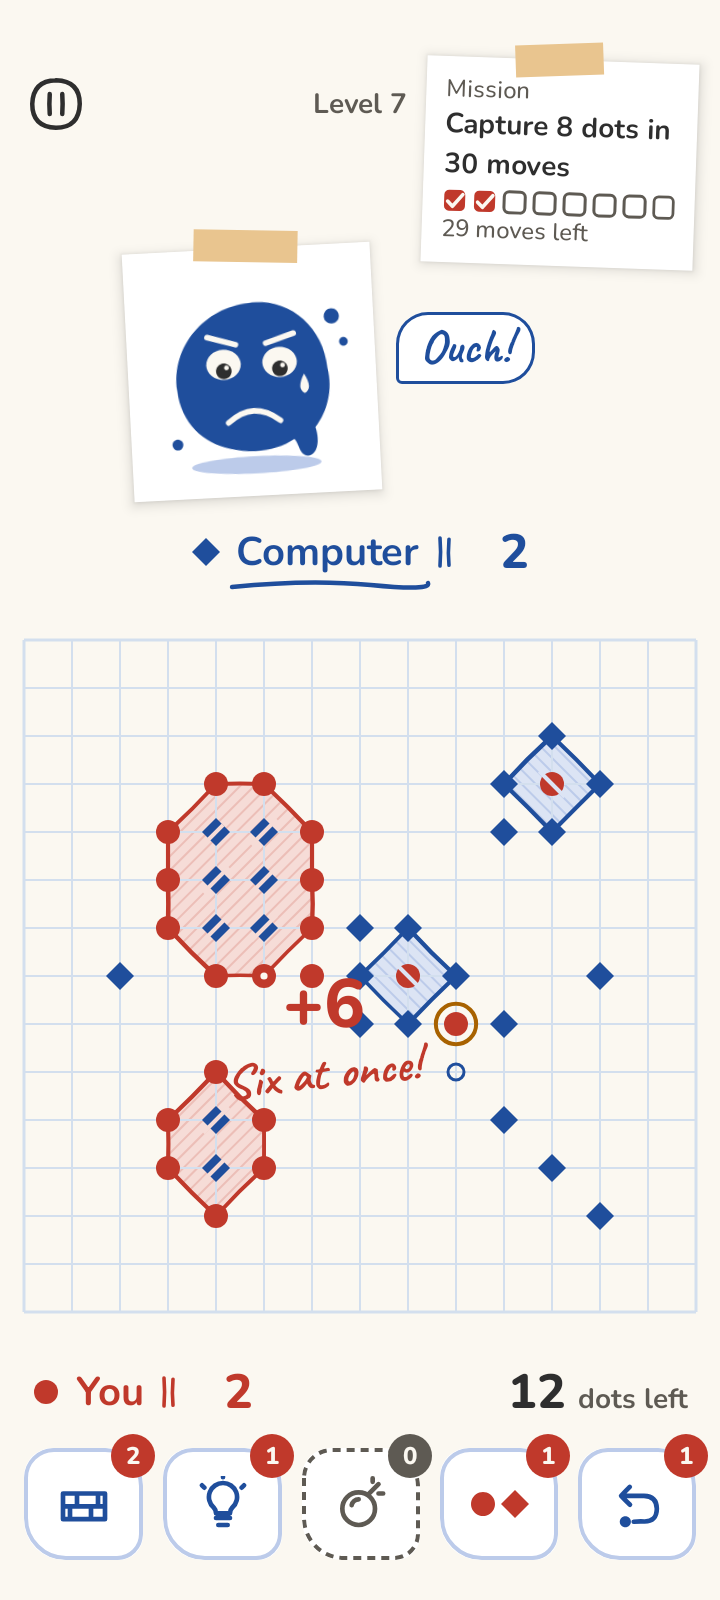 Level 7
Mission
Capture 8 dots in
30 moves
29 moves left
Ouch!
Computer 2
+6
Six at once!
You 2
12 dots left
2
1
0
1
1